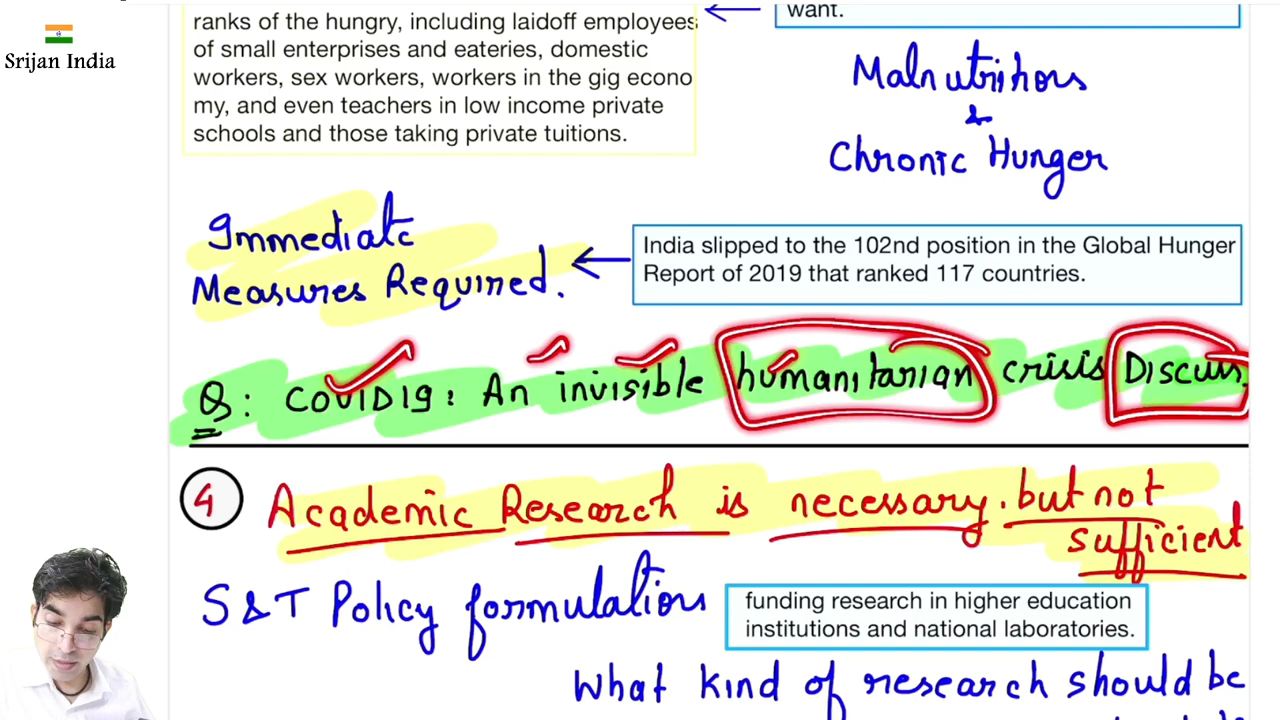 Srijan India
want.
ranks of the hungry, including laidoff employees
of small enterprises and eateries, domestic
workers, sex workers, workers in the gig econo
my, and even teachers in low income private
schools and those taking private tuitions.
Malnutritions
&
Chronic Hunger
Immediate
Measures Required.
India slipped to the 102nd position in the Global Hunger
Report of 2019 that ranked 117 countries.
Q: COVID19: An invisible humanitarian crisis Discuss.
4 Academic Research is necessary. but not
sufficient
S&T Policy formulation
funding research in higher education
institutions and national laboratories.
What kind of research should be